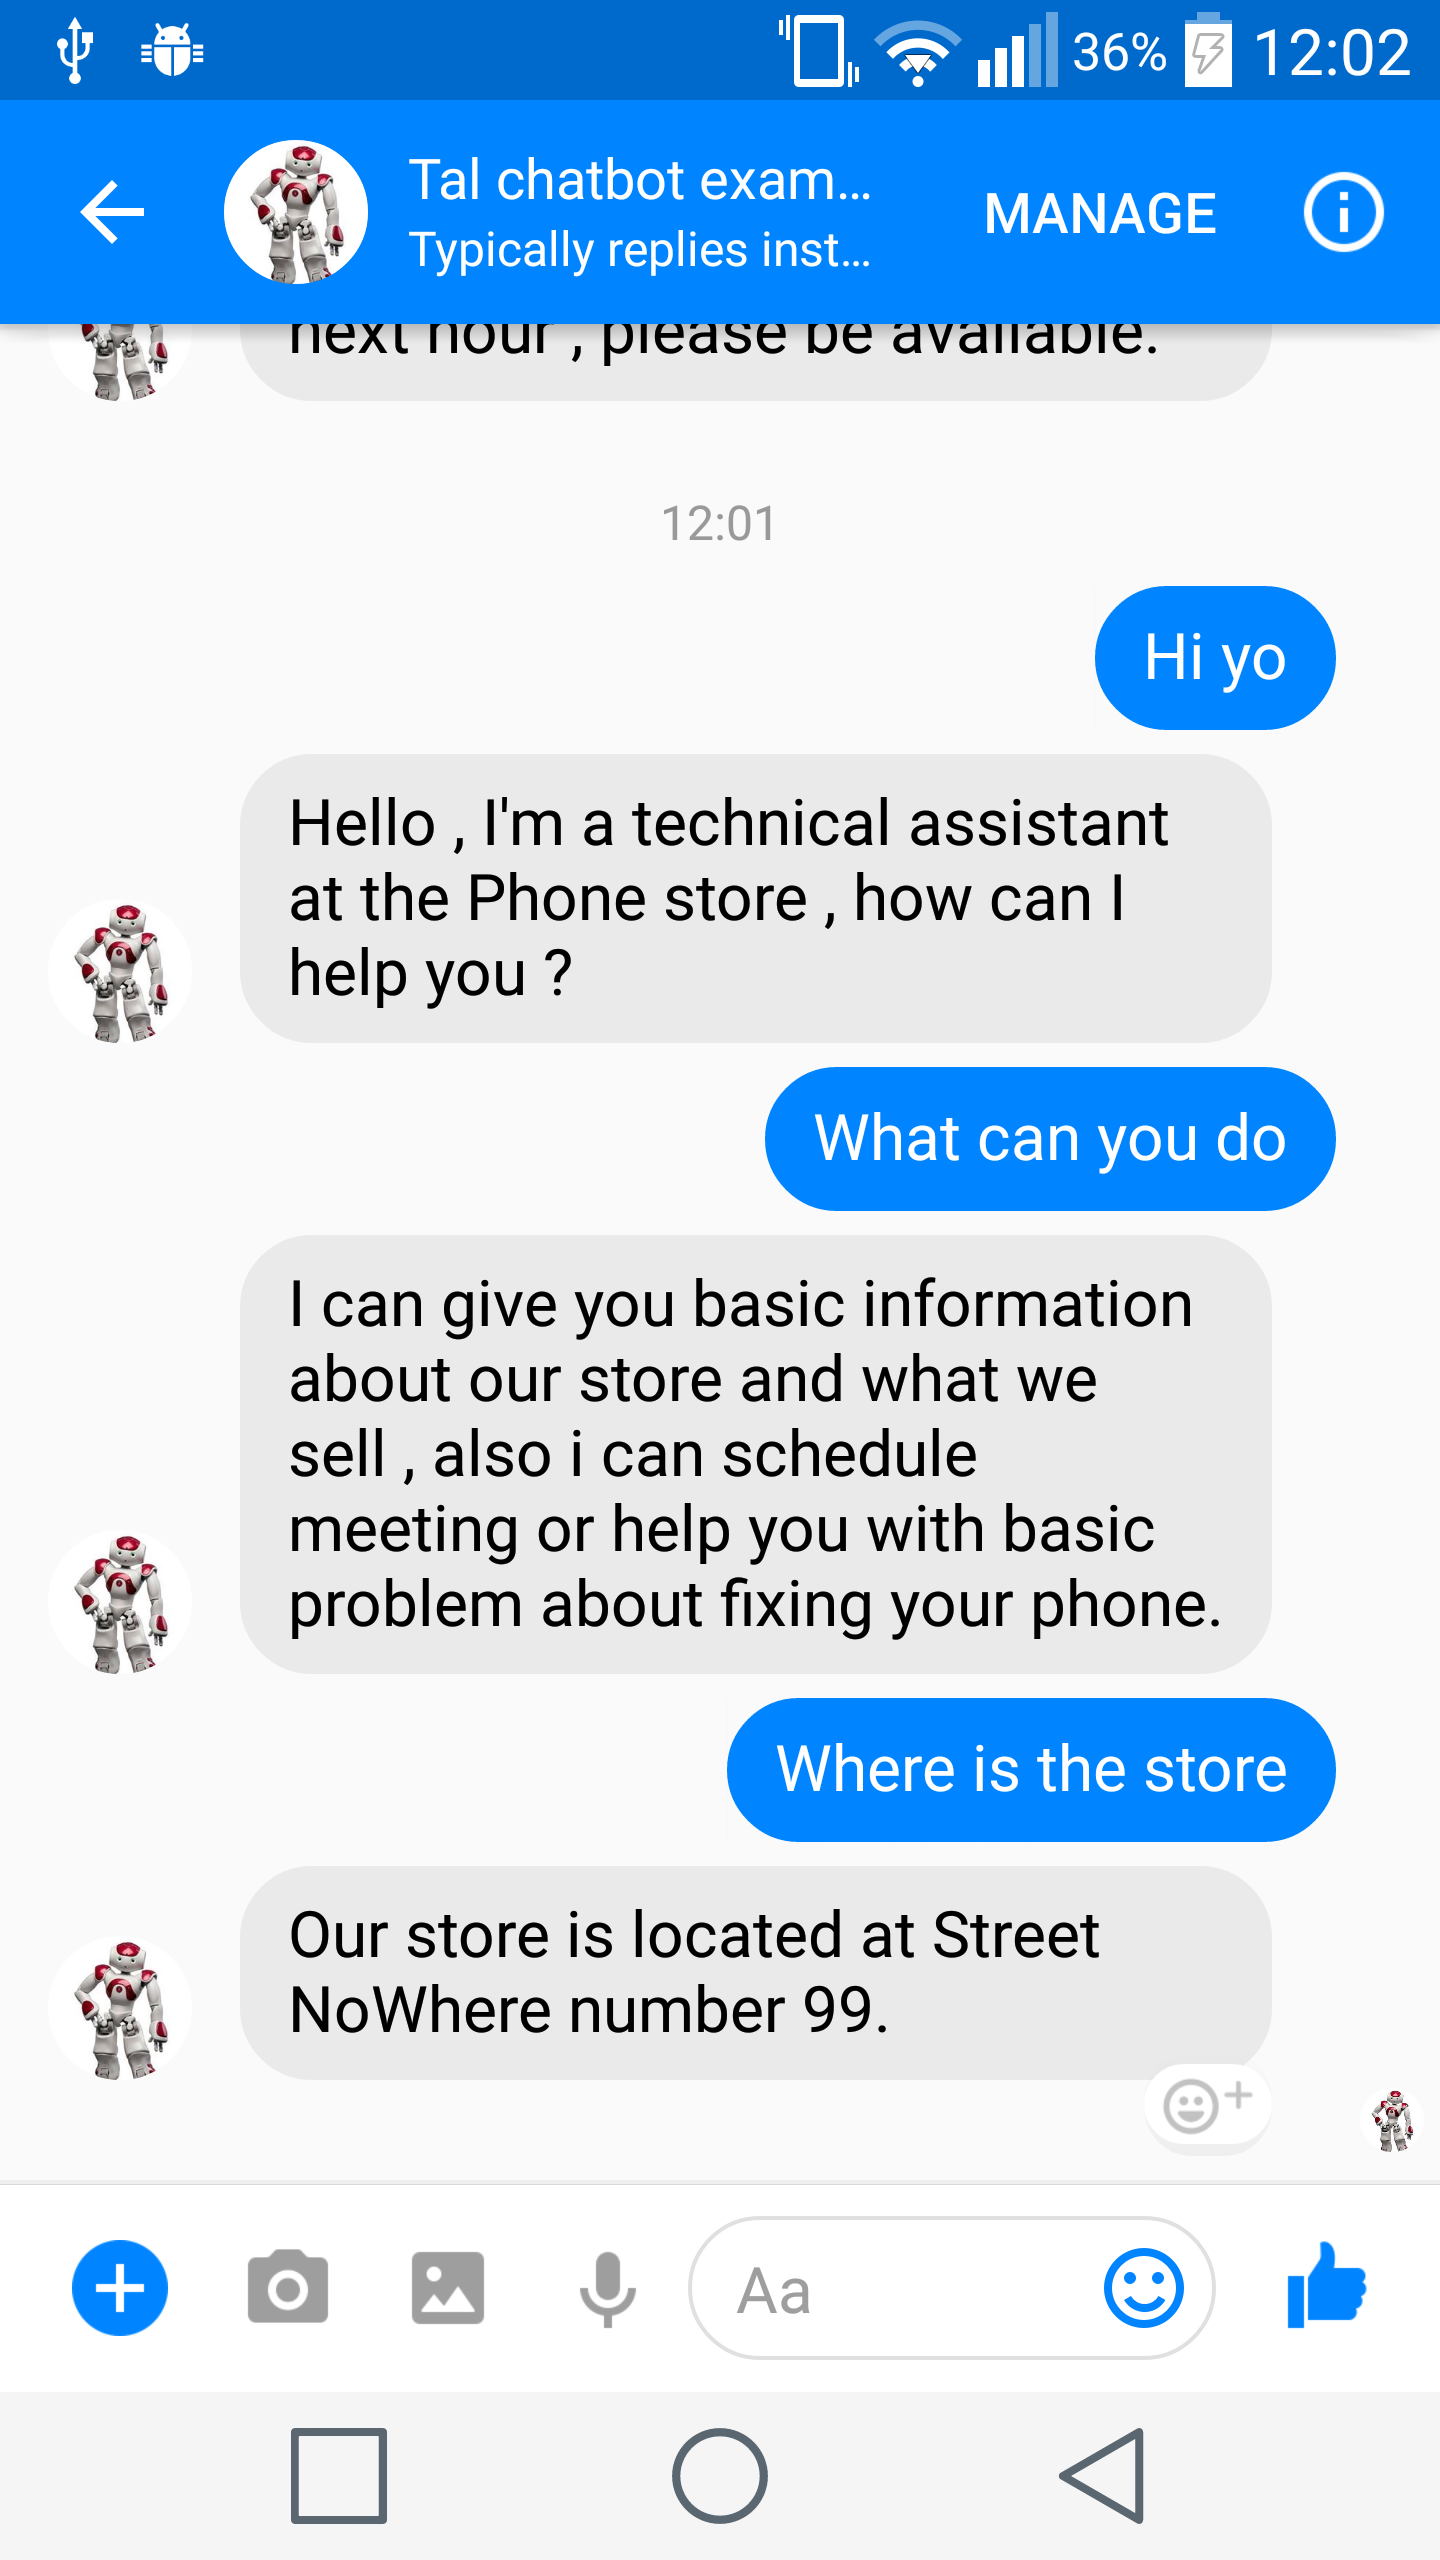 36% 12:02
Tal chatbot exam...
Typically replies inst...
MANAGE
next hour , please be available.
12:01
Hi yo
Hello , I'm a technical assistant
at the Phone store , how can I
help you ?
What can you do
I can give you basic information
about our store and what we
sell , also i can schedule
meeting or help you with basic
problem about fixing your phone.
Where is the store
Our store is located at Street
NoWhere number 99.
Aa